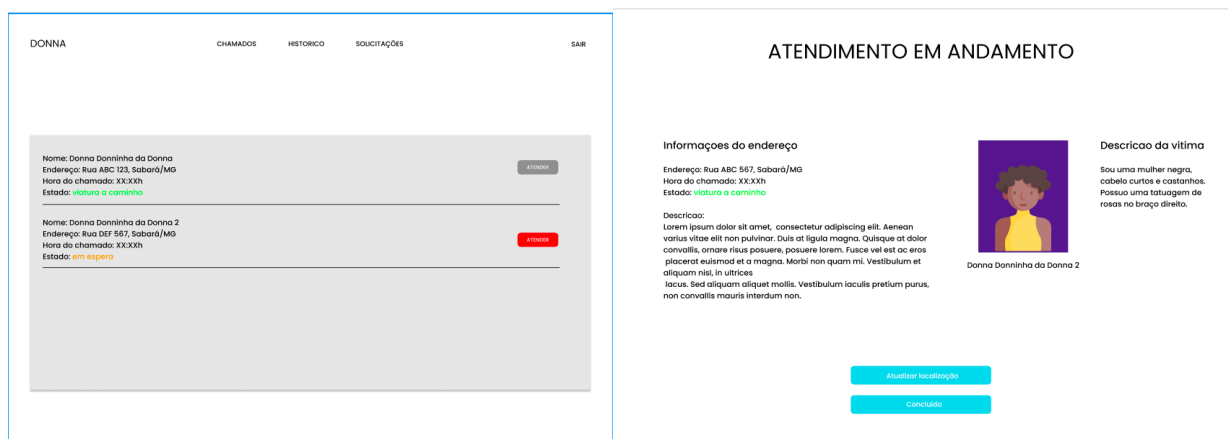 DONNA
CHAMADOS
HISTORICO
SOLICITAÇÕES
SAIR
Nome: Donna Donninha da Donna
Endereço: Rua ABC 123, Sabará/MG
Hora do chamado: XX:XXh
Estado: viatura a caminho
ATENDER
Nome: Donna Donninha da Donna 2
Endereço: Rua DEF 567, Sabará/MG
Hora do chamado: XX:XXh
Estado: em espera
ATENDER
ATENDIMENTO EM ANDAMENTO
Informaçoes do endereço
Endereço: Rua ABC 567, Sabará/MG
Hora do chamado: XX:XXh
Estado: viatura a caminho
Descricao:
Lorem ipsum dolor sit amet, consectetur adipiscing elit. Aenean
varius vitae elit non pulvinar. Duis at ligula magna. Quisque at dolor
convallis, ornare risus posuere, posuere lorem. Fusce vel est ac eros
placerat euismod et a magna. Morbi non quam mi. Vestibulum et
aliquam nisl, in ultrices
lacus. Sed aliquam aliquet mollis. Vestibulum iaculis pretium purus,
non convallis mauris interdum non.
Donna Donninha da Donna 2
Descricao da vitima
Sou uma mulher negra,
cabelo curtos e castanhos.
Possuo uma tatuagem de
rosas no braço direito.
Atualizar localização
Concluido